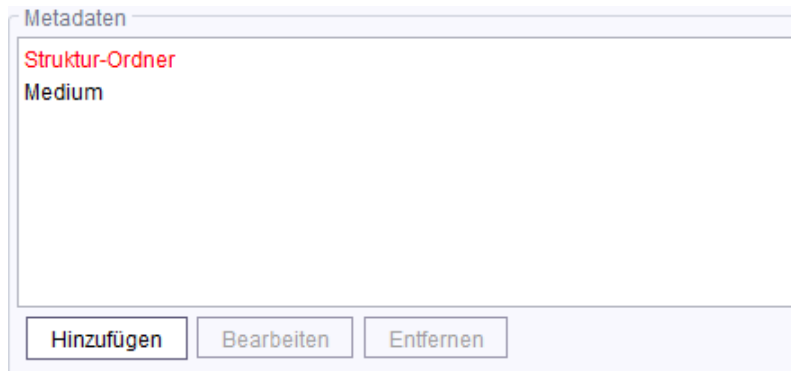 Metadaten
Struktur-Ordner
Medium
Hinzufügen Bearbeiten Entfernen